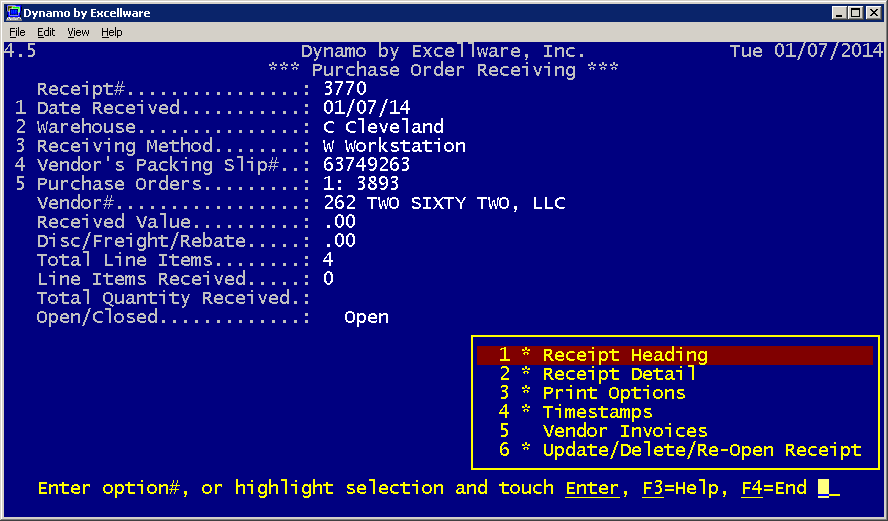 Dynamo by Excellware
File Edit View Help
4.5 Dynamo by Excellware, Inc. Tue 01/07/2014
*** Purchase Order Receiving ***
Receipt#................: 3770
1 Date Received...........: 01/07/14
2 Warehouse...............: C Cleveland
3 Receiving Method........: W Workstation
4 Vendor's Packing Slip#..: 63749263
5 Purchase Orders.........: 1: 3893
Vendor#.................: 262 TWO SIXTY TWO, LLC
Received Value..........: .00
Disc/Freight/Rebate.....: .00
Total Line Items........: 4
Line Items Received.....: 0
Total Quantity Received.:
Open/Closed.............: Open
1 * Receipt Heading
2 * Receipt Detail
3 * Print Options
4 * Timestamps
5 Vendor Invoices
6 * Update/Delete/Re-Open Receipt
Enter option#, or highlight selection and touch Enter, F3=Help, F4=End